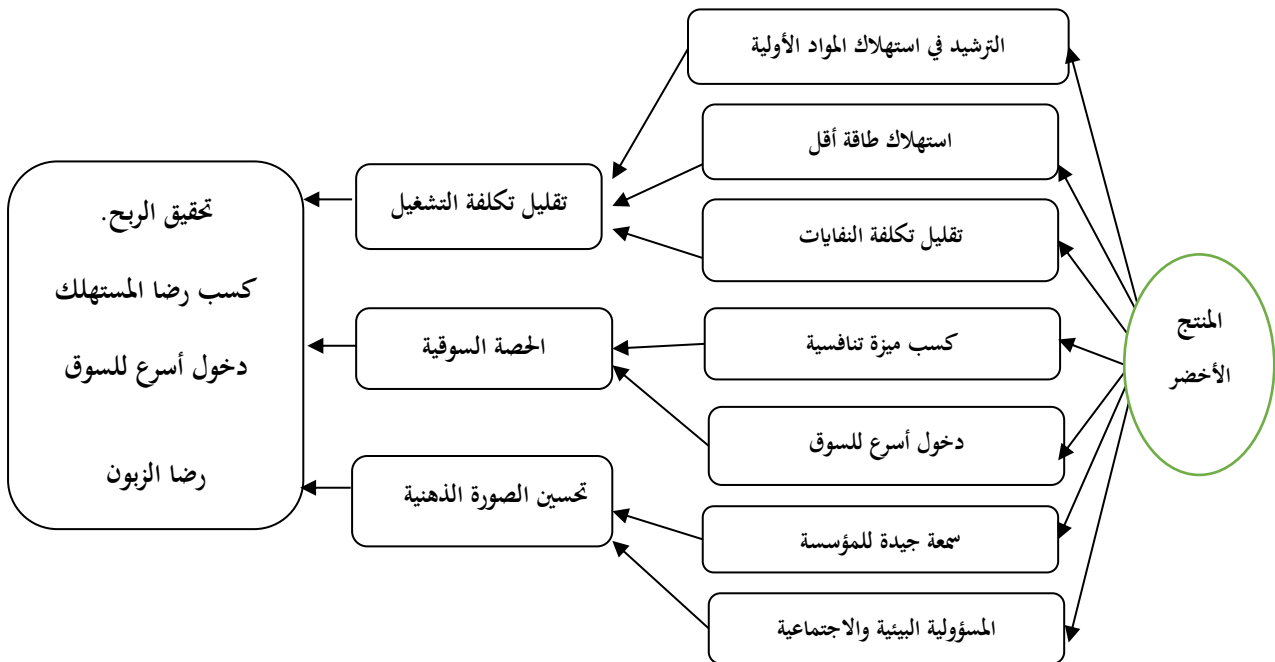 المنتج
الأخضر
الترشيد في استهلاك المواد الأولية
استهلاك طاقة أقل
تقليل تكلفة النفايات
كسب ميزة تنافسية
دخول أسرع للسوق
سمعة جيدة للمؤسسة
المسؤولية البيئية والاجتماعية
تقليل تكلفة التشغيل
الحصة السوقية
تحسين الصورة الذهنية
تحقيق الربح.
كسب رضا المستهلك
دخول أسرع للسوق
رضا الزبون